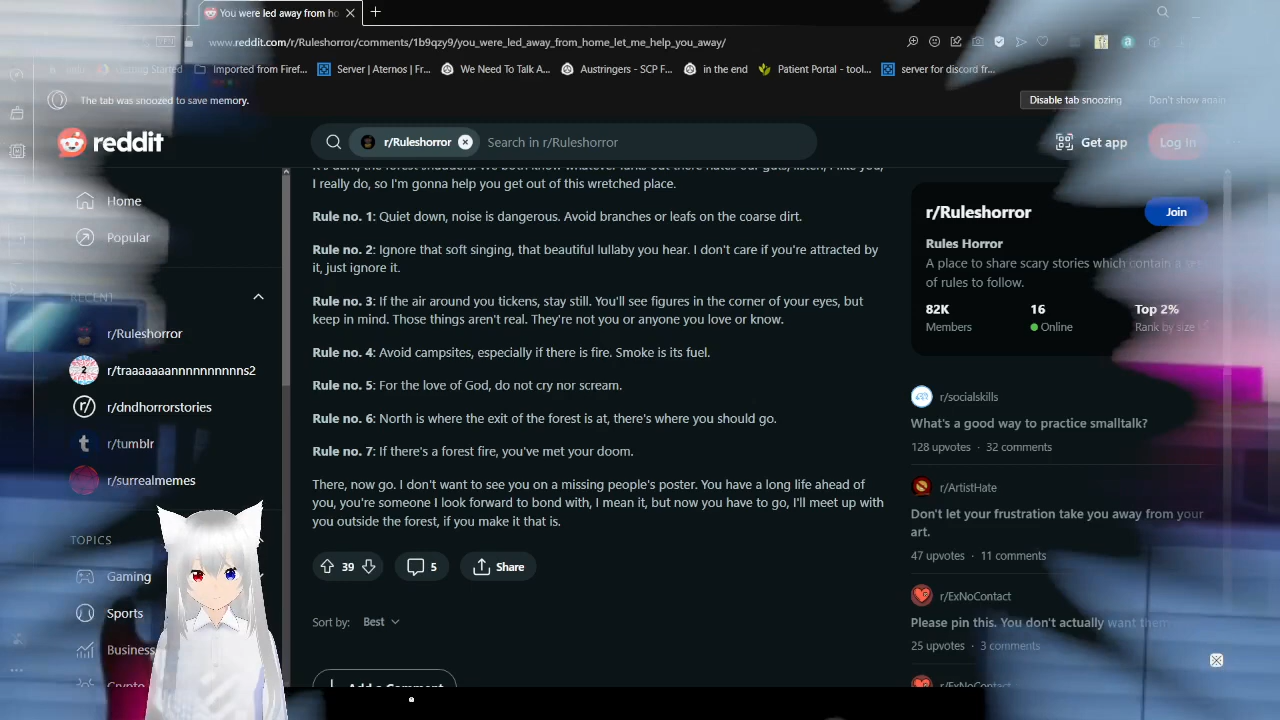 You were led away from ho
www.reddit.com/r/Ruleshorror/comments/1b9qzy9/you_were_led_away_from_home_let_me_help_you_away/
Getting Started
Imported from Firef...
Server | Aternos | Fr...
We Need To Talk A...
Austringers - SCP F...
in the end
Patient Portal - tool...
server for discord fr...
The tab was snoozed to save memory.
Disable tab snoozing
Don't show again
reddit
r/Ruleshorror
Search in r/Ruleshorror
Get app
Log In
Home
Popular
RECENT
r/Ruleshorror
r/traaaaaaannnnnnnnnns2
r/dndhorrorstories
r/tumblr
r/surrealmemes
TOPICS
Gaming
Sports
Business
Crypto
I really do, so I'm gonna help you get out of this wretched place.
Rule no. 1: Quiet down, noise is dangerous. Avoid branches or leafs on the coarse dirt.
Rule no. 2: Ignore that soft singing, that beautiful lullaby you hear. I don't care if you're attracted by
it, just ignore it.
Rule no. 3: If the air around you tickens, stay still. You'll see figures in the corner of your eyes, but
keep in mind. Those things aren't real. They're not you or anyone you love or know.
Rule no. 4: Avoid campsites, especially if there is fire. Smoke is its fuel.
Rule no. 5: For the love of God, do not cry nor scream.
Rule no. 6: North is where the exit of the forest is at, there's where you should go.
Rule no. 7: If there's a forest fire, you've met your doom.
There, now go. I don't want to see you on a missing people's poster. You have a long life ahead of
you, you're someone I look forward to bond with, I mean it, but now you have to go, I'll meet up with
you outside the forest, if you make it that is.
39
5
Share
Sort by: Best
Add a Comment
r/Ruleshorror
Join
Rules Horror
A place to share scary stories which contain a
of rules to follow.
82K
16
Top 2%
Members
Online
Rank by size
r/socialskills
What's a good way to practice smalltalk?
128 upvotes · 32 comments
r/ArtistHate
Don't let your frustration take you away from your
art.
47 upvotes · 11 comments
r/ExNoContact
Please pin this. You don't actually want them
25 upvotes · 3 comments
r/ExNoContact